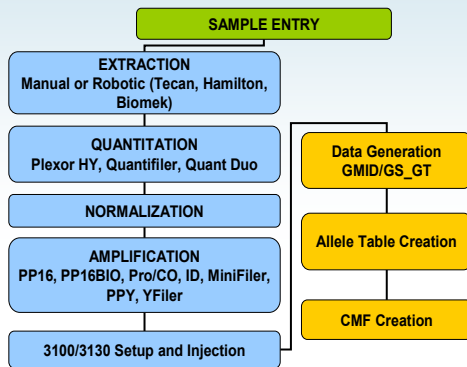 SAMPLE ENTRY
EXTRACTION
Manual or Robotic (Tecan, Hamilton,
Biomek)
QUANTITATION
Plexor HY, Quantifiler, Quant Duo
NORMALIZATION
AMPLIFICATION
PP16, PP16BIO, Pro/CO, ID, MiniFiler,
PPY, YFiler
3100/3130 Setup and Injection
Data Generation
GMID/GS_GT
Allele Table Creation
CMF Creation